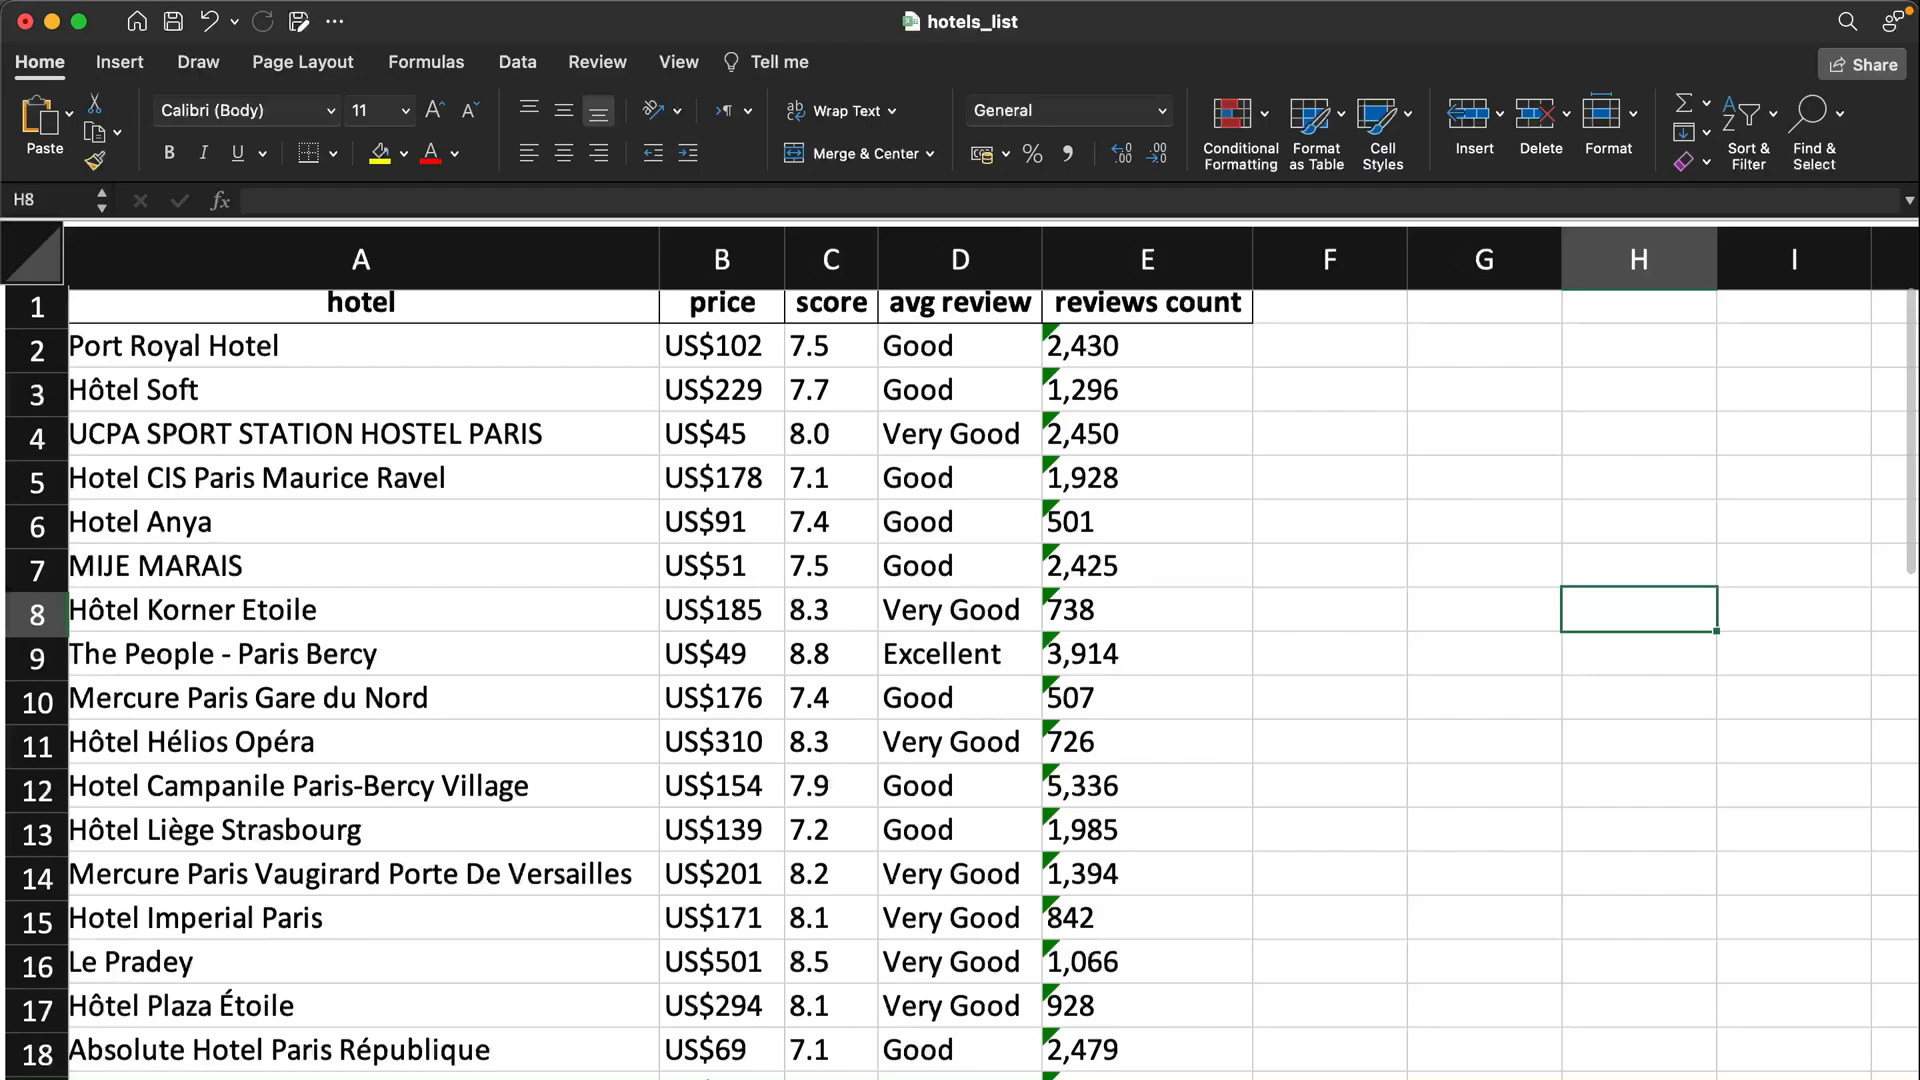 hotels_list
Home Insert Draw Page Layout Formulas Data Review View Tell me Share
Paste Calibri (Body) 11 Wrap Text General
B I U Merge & Center Conditional Formatting Format as Table Cell Styles Insert Delete Format Sort & Filter Find & Select
H8 fx
A B C D E F G H I
1 hotel price score avg review reviews count
2 Port Royal Hotel US$102 7.5 Good 2,430
3 Hôtel Soft US$229 7.7 Good 1,296
4 UCPA SPORT STATION HOSTEL PARIS US$45 8.0 Very Good 2,450
5 Hotel CIS Paris Maurice Ravel US$178 7.1 Good 1,928
6 Hotel Anya US$91 7.4 Good 501
7 MIJE MARAIS US$51 7.5 Good 2,425
8 Hôtel Korner Etoile US$185 8.3 Very Good 738
9 The People - Paris Bercy US$49 8.8 Excellent 3,914
10 Mercure Paris Gare du Nord US$176 7.4 Good 507
11 Hôtel Hélios Opéra US$310 8.3 Very Good 726
12 Hotel Campanile Paris-Bercy Village US$154 7.9 Good 5,336
13 Hôtel Liège Strasbourg US$139 7.2 Good 1,985
14 Mercure Paris Vaugirard Porte De Versailles US$201 8.2 Very Good 1,394
15 Hotel Imperial Paris US$171 8.1 Very Good 842
16 Le Pradey US$501 8.5 Very Good 1,066
17 Hôtel Plaza Étoile US$294 8.1 Very Good 928
18 Absolute Hotel Paris République US$69 7.1 Good 2,479